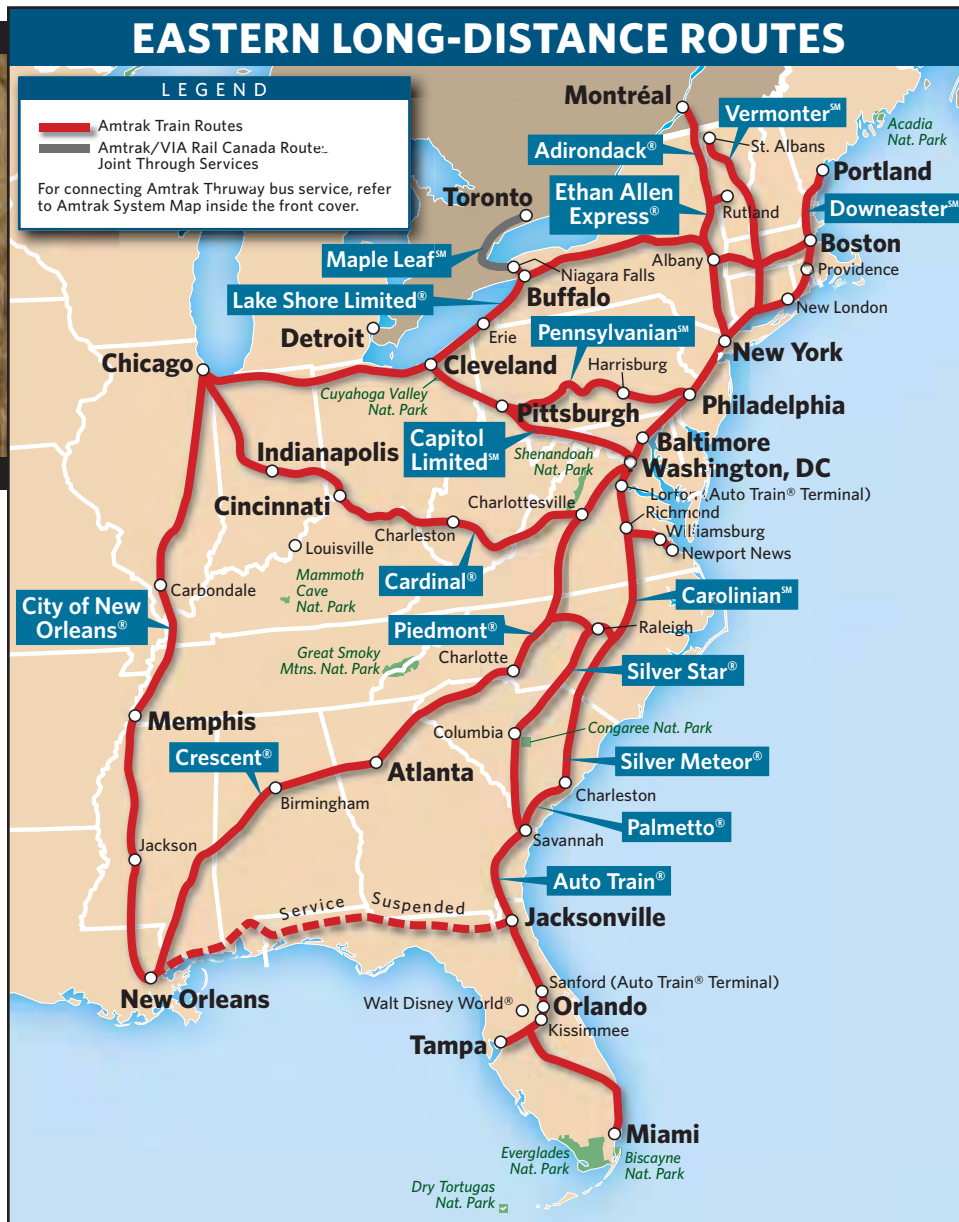 EASTERN LONG-DISTANCE ROUTES
LEGEND
Amtrak Train Routes
Amtrak/VIA Rail Canada Routes
Joint Through Services
For connecting Amtrak Thruway bus service, refer
to Amtrak System Map inside the front cover.
Montréal
Vermonter℠
Acadia
Nat. Park
St. Albans
Adirondack®
Portland
Ethan Allen
Express®
Toronto
Rutland
Downeaster℠
Boston
Maple Leaf℠
Albany
Niagara Falls
Providence
Buffalo
Lake Shore Limited®
New London
Detroit
Erie
Pennsylvanian℠
New York
Chicago
Cleveland
Harrisburg
Cuyahoga Valley
Nat. Park
Pittsburgh
Philadelphia
Capitol
Limited℠
Baltimore
Indianapolis
Shenandoah
Nat. Park
Washington, DC
Cincinnati
Charlottesville
Lorton (Auto Train® Terminal)
Richmond
Charleston
Williamsburg
Louisville
Newport News
Mammoth
Cave
Nat. Park
Cardinal®
Carbondale
Carolinian℠
City of New
Orleans®
Piedmont®
Raleigh
Great Smoky
Mtns. Nat. Park
Charlotte
Silver Star®
Memphis
Columbia
Congaree Nat. Park
Crescent®
Atlanta
Silver Meteor®
Birmingham
Charleston
Palmetto®
Jackson
Savannah
Auto Train®
Service Suspended
Jacksonville
New Orleans
Sanford (Auto Train® Terminal)
Walt Disney World®
Orlando
Kissimmee
Tampa
Miami
Everglades
Nat. Park
Biscayne
Nat. Park
Dry Tortugas
Nat. Park